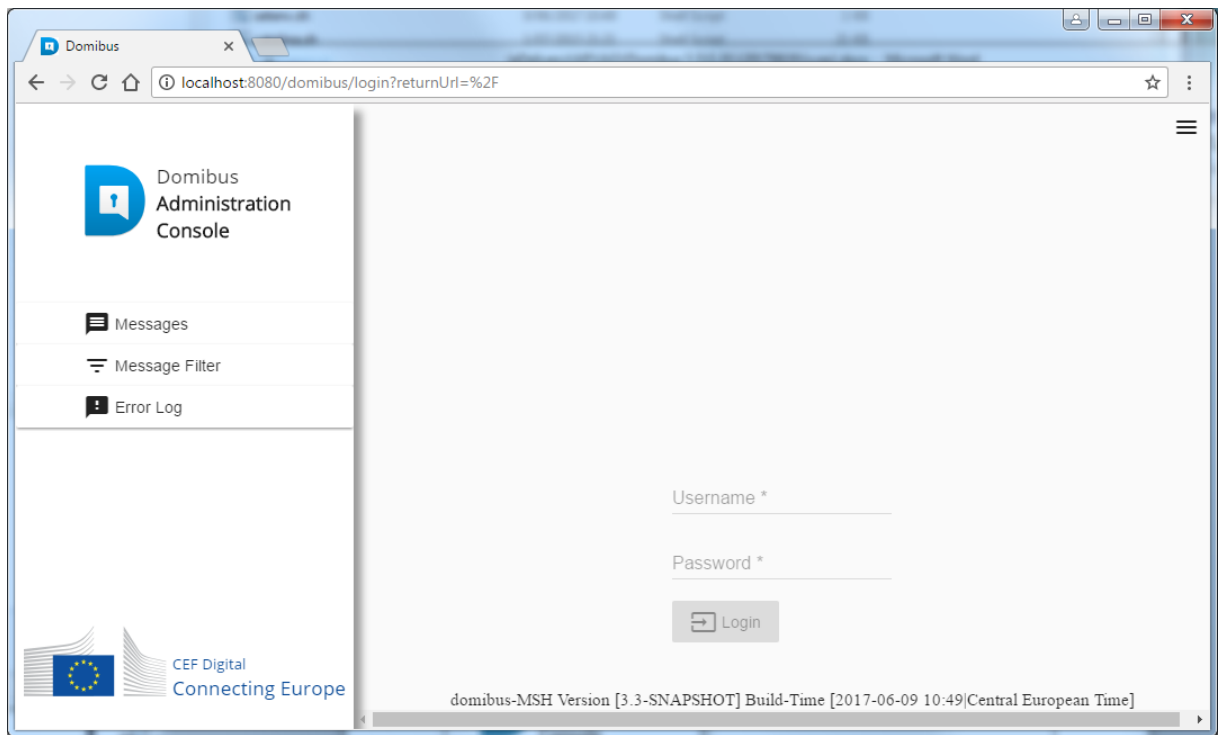 Domibus
localhost:8080/domibus/login?returnUrl=%2F
Domibus
Administration
Console
Messages
Message Filter
Error Log
Username *
Password *
Login
CEF Digital
Connecting Europe
domibus-MSH Version [3.3-SNAPSHOT] Build-Time [2017-06-09 10:49|Central European Time]